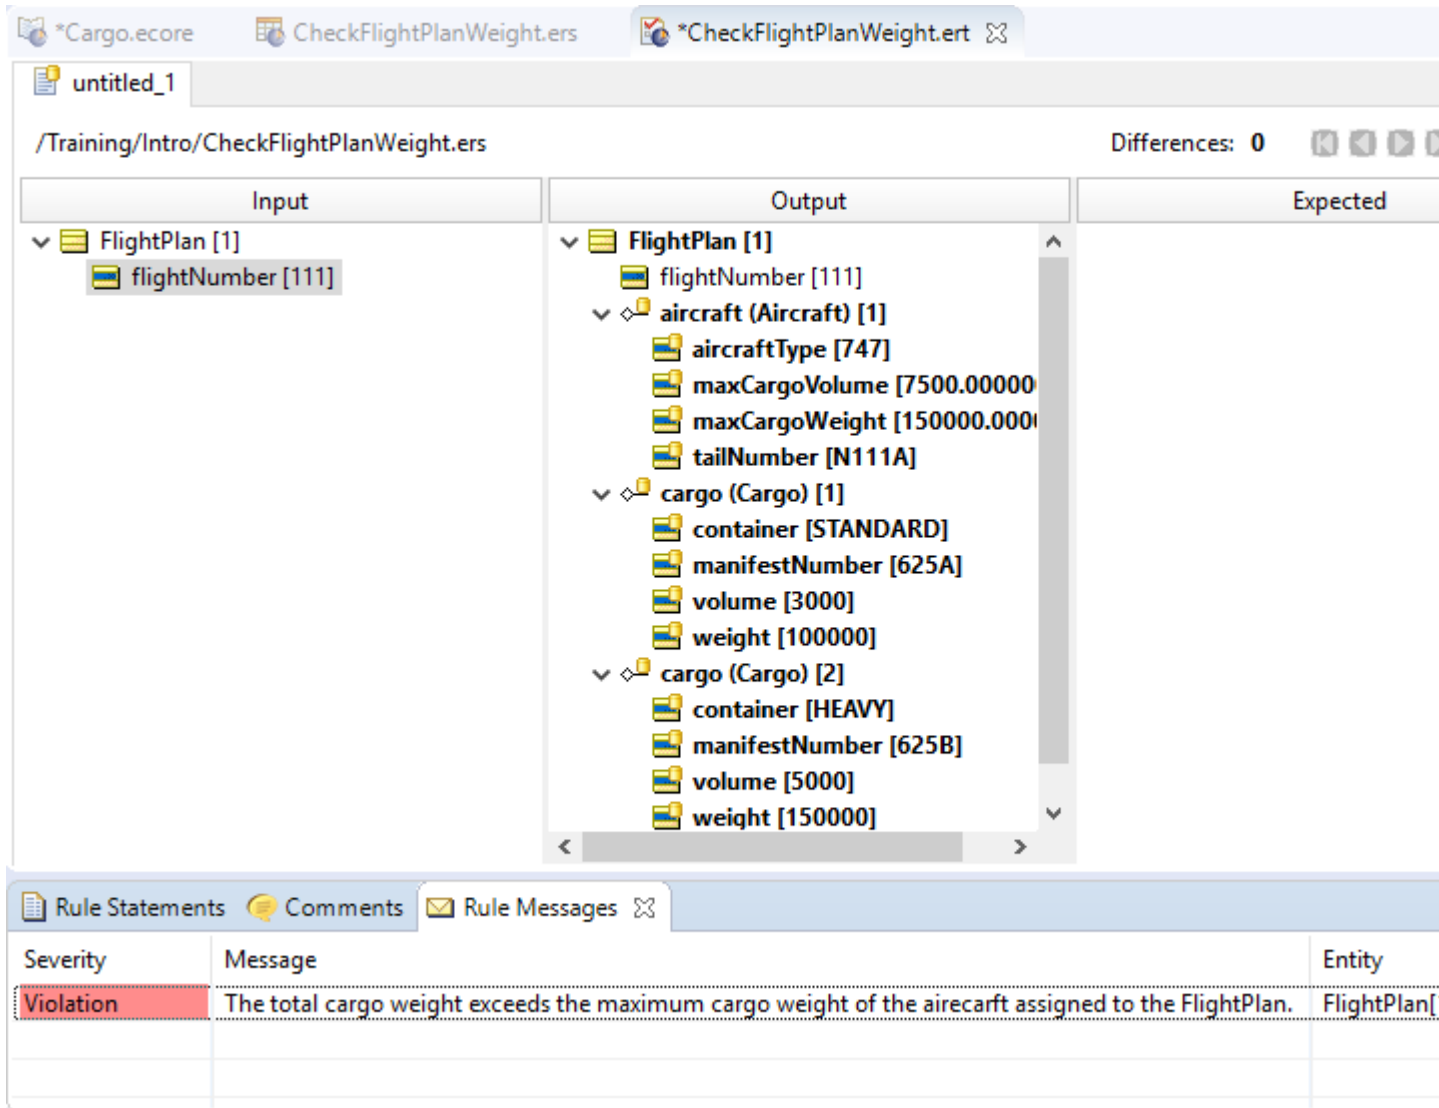 *Cargo.ecore CheckFlightPlanWeight.ers *CheckFlightPlanWeight.ert
untitled_1
/Training/Intro/CheckFlightPlanWeight.ers Differences: 0
Input Output Expected
FlightPlan [1] FlightPlan [1]
flightNumber [111] flightNumber [111]
aircraft (Aircraft) [1]
aircraftType [747]
maxCargoVolume [7500.00000
maxCargoWeight [150000.000
tailNumber [N111A]
cargo (Cargo) [1]
container [STANDARD]
manifestNumber [625A]
volume [3000]
weight [100000]
cargo (Cargo) [2]
container [HEAVY]
manifestNumber [625B]
volume [5000]
weight [150000]
Rule Statements Comments Rule Messages
Severity Message Entity
Violation The total cargo weight exceeds the maximum cargo weight of the airecarft assigned to the FlightPlan. FlightPlan[